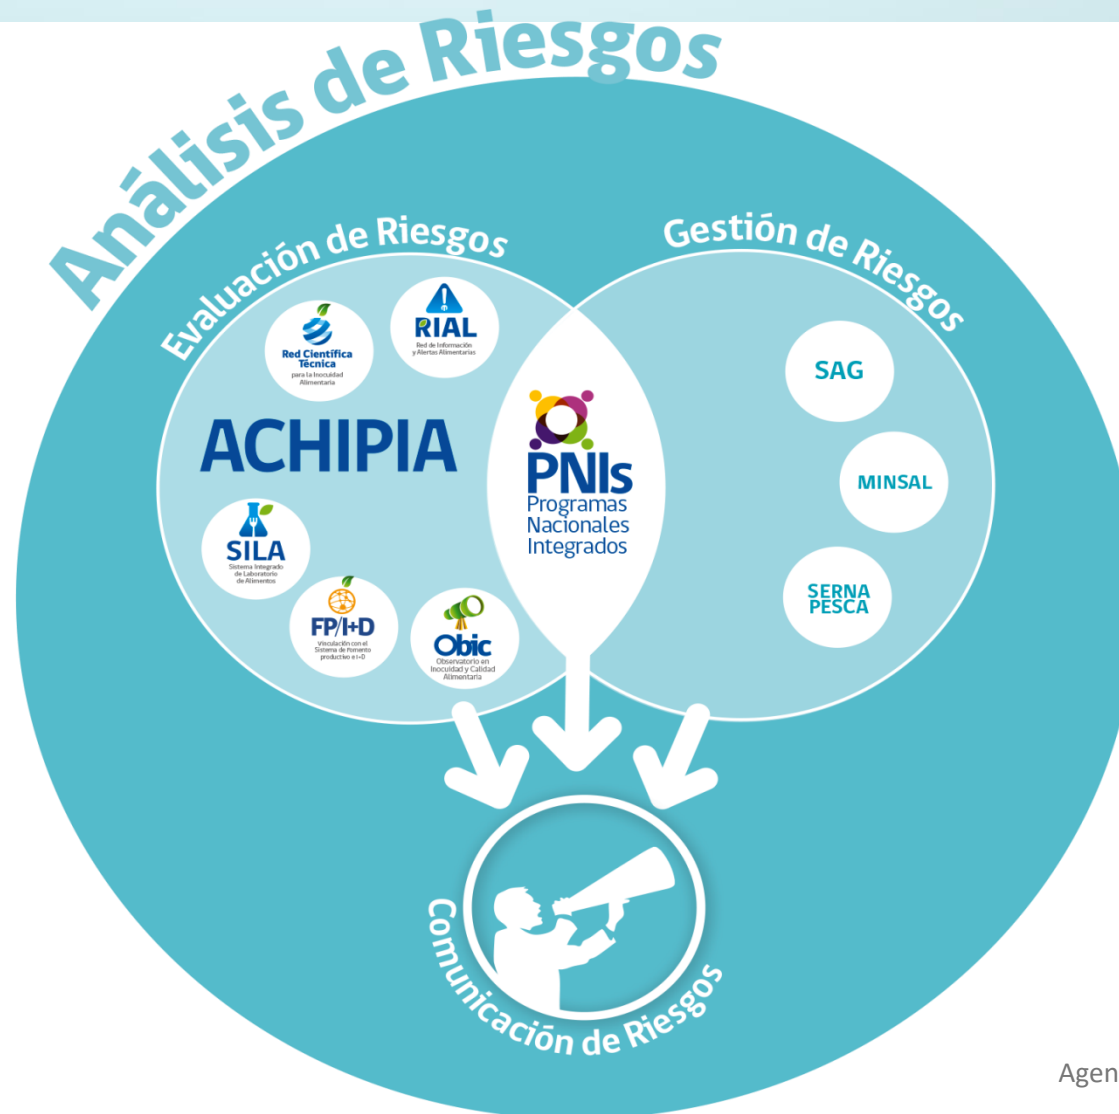 Análisis de Riesgos
Evaluación de Riesgos
Gestión de Riesgos
Red Científica
Técnica
para la Inocuidad
Alimentaria
RIAL
Red de Información
y Alertas Alimentarias
ACHIPIA
SILA
Sistema Integrado
de Laboratorio
de Alimentos
FP/I+D
Vinculación con el
Sistema de fomento
productivo e I+D
Obic
Observatorio en
Inocuidad y Calidad
Alimentaria
PNIs
Programas
Nacionales
Integrados
SAG
MINSAL
SERNA
PESCA
Comunicación de Riesgos
Agen